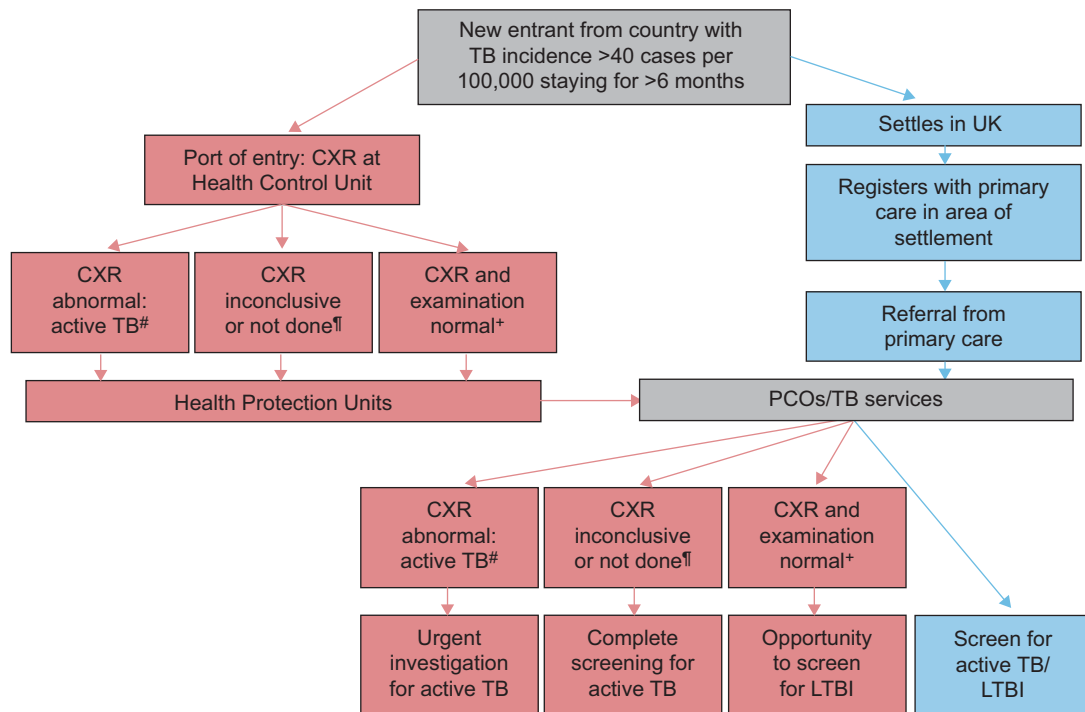 New entrant from country with
TB incidence >40 cases per
100,000 staying for >6 months
Port of entry: CXR at
Health Control Unit
Settles in UK
Registers with primary
care in area of
settlement
CXR
abnormal:
active TB#
CXR
inconclusive
or not done¶
CXR and
examination
normal+
Referral from
primary care
Health Protection Units
PCOs/TB services
CXR
abnormal:
active TB#
CXR
inconclusive
or not done¶
CXR and
examination
normal+
Urgent
investigation
for active TB
Complete
screening for
active TB
Opportunity
to screen
for LTBI
Screen for
active TB/
LTBI